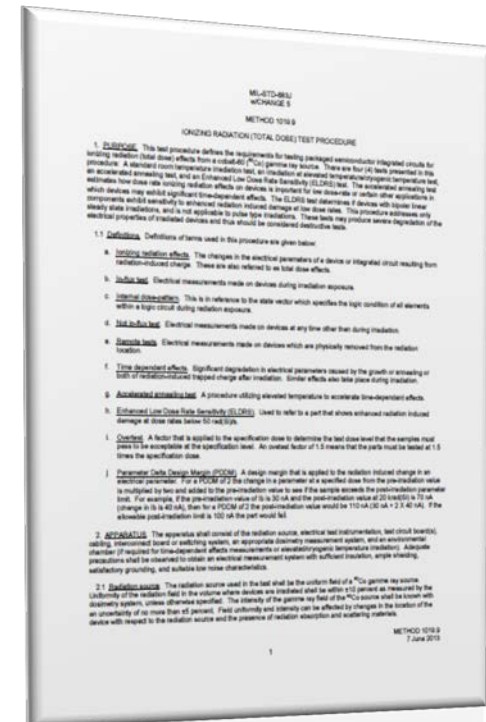 MIL-STD-883J
w/CHANGE 5
METHOD 1019.9
IONIZING RADIATION (TOTAL DOSE) TEST PROCEDURE
1. PURPOSE. This test procedure defines the requirements for testing packaged semiconductor integrated circuits for
ionizing radiation (total dose) effects from a cobalt-60 (⁶⁰Co) gamma ray source. There are four (4) tests presented in this
procedure: A standard room temperature irradiation test, an irradiation at elevated temperature/cryogenic temperature test,
an accelerated annealing test, and an Enhanced Low Dose Rate Sensitivity (ELDRS) test. The accelerated annealing test
estimates how dose rate ionizing radiation effects on devices is important for low dose-rate or certain other applications in
which devices may exhibit significant time-dependent effects. The ELDRS test determines if devices with bipolar linear
components exhibit sensitivity to enhanced radiation induced damage at low dose rates. This procedure addresses only
steady state irradiations, and is not applicable to pulse type irradiations. These tests may produce severe degradation of the
electrical properties of irradiated devices and thus should be considered destructive tests.
1.1 Definitions. Definitions of terms used in this procedure are given below:
a. Ionizing radiation effects. The changes in the electrical parameters of a device or integrated circuit resulting from
radiation-induced charge. These are also referred to as total dose effects.
b. In-flux test. Electrical measurements made on devices during irradiation exposure.
c. Internal dose-pattern. This is in reference to the state vector which specifies the logic condition of all elements
within a logic circuit during radiation exposure.
d. Not in-flux test. Electrical measurements made on devices at any time other than during irradiation.
e. Remote tests. Electrical measurements made on devices which are physically removed from the radiation
location.
f. Time dependent effects. Significant degradation in electrical parameters caused by the growth or annealing or
both of radiation-induced trapped charge after irradiation. Similar effects also take place during irradiation.
g. Accelerated annealing test. A procedure utilizing elevated temperature to accelerate time-dependent effects.
h. Enhanced Low Dose Rate Sensitivity (ELDRS). Used to refer to a part that shows enhanced radiation induced
damage at dose rates below 50 rad(Si)/s.
i. Overtest. A factor that is applied to the specification dose to determine the test dose level that the samples must
pass to be acceptable at the specification level. An overtest factor of 1.5 means that the parts must be tested at 1.5
times the specification dose.
j. Parameter Delta Design Margin (PDDM). A design margin that is applied to the radiation induced change in an
electrical parameter. For a PDDM of 2 the change in a parameter at a specified dose from the pre-irradiation value
is multiplied by two and added to the pre-irradiation value to see if the sample exceeds the post-irradiation parameter
limit. For example, if the pre-irradiation value of Ib is 30 nA and the post-irradiation value at 20 krad(Si) is 70 nA
(change in Ib is 40 nA), then for a PDDM of 2 the post-irradiation value would be 110 nA (30 nA + 2 X 40 nA). If the
allowable post-irradiation limit is 100 nA the part would fail.
2. APPARATUS. The apparatus shall consist of the radiation source, electrical test instrumentation, test circuit board(s),
cabling, interconnect board or switching system, an appropriate dosimetry measurement system, and an environmental
chamber (if required for time-dependent effects measurements or elevated/cryogenic temperature irradiation). Adequate
precautions shall be observed to obtain an electrical measurement system with sufficient insulation, ample shielding,
satisfactory grounding, and suitable low noise characteristics.
2.1 Radiation source. The radiation source used in the test shall be the uniform field of a ⁶⁰Co gamma ray source.
Uniformity of the radiation field in the volume where devices are irradiated shall be within ±10 percent as measured by the
dosimetry system, unless otherwise specified. The intensity of the gamma ray field of the ⁶⁰Co source shall be known with
an uncertainty of no more than ±5 percent. Field uniformity and intensity can be affected by changes in the location of the
device with respect to the radiation source and the presence of radiation absorption and scattering materials.
METHOD 1019.9
7 June 2013
1